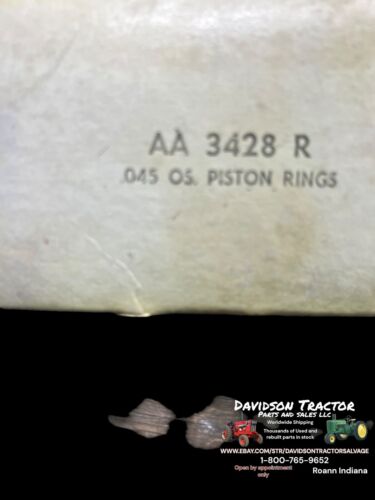 AA 3428 R
.045 OS. PISTON RINGS
DAVIDSON TRACTOR
PARTS AND SALES LLC
Worldwide Shipping
Thousands of Used and
rebuilt parts in stock
WWW.EBAY.COM/STR/DAVIDSONTRACTORSALVAGE
1-800-765-9652
Open by appointment
only
Roann Indiana